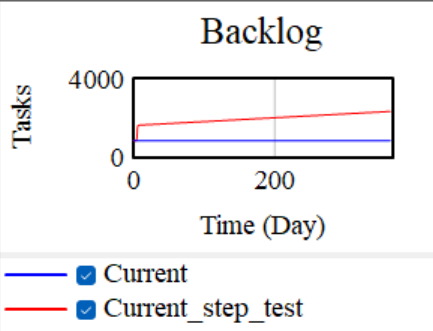 Backlog
4000
Tasks
0
0 200
Time (Day)
Current
Current_step_test